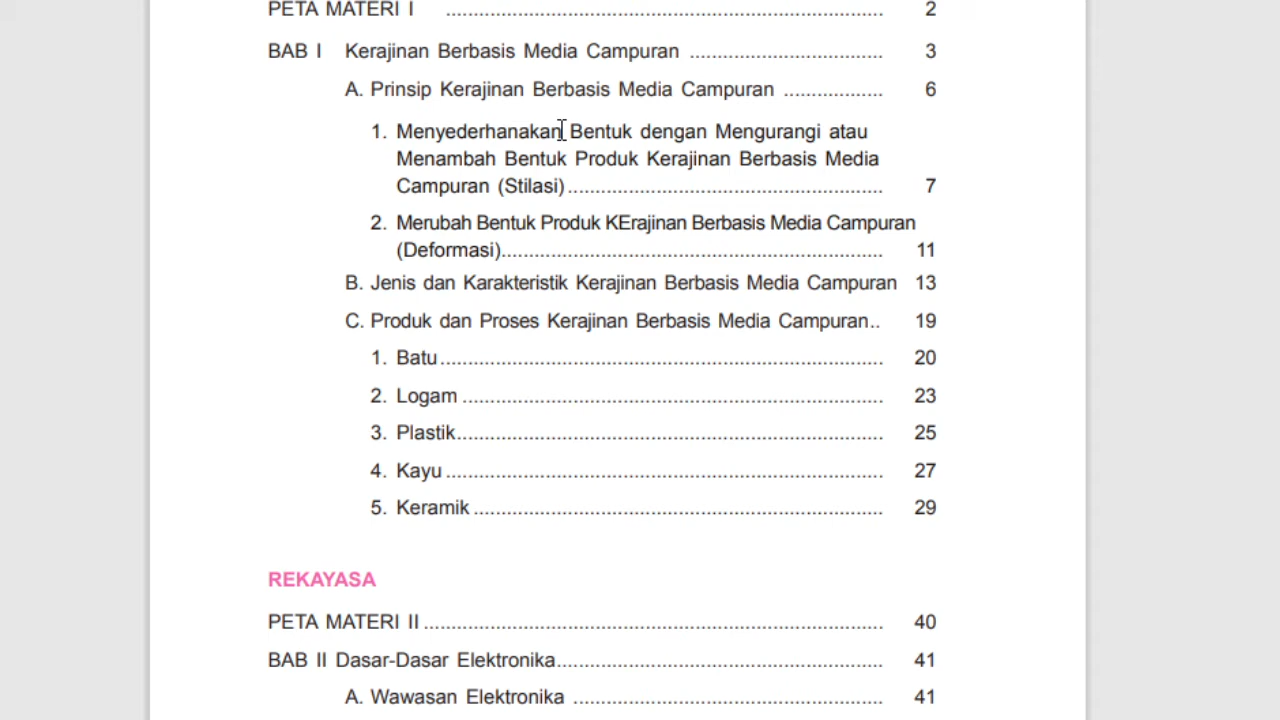 PETA MATERI I ................................................................................ 2
BAB I Kerajinan Berbasis Media Campuran ................................... 3
A. Prinsip Kerajinan Berbasis Media Campuran .................. 6
1. Menyederhanakan Bentuk dengan Mengurangi atau
Menambah Bentuk Produk Kerajinan Berbasis Media
Campuran (Stilasi) ......................................................... 7
2. Merubah Bentuk Produk KErajinan Berbasis Media Campuran
(Deformasi)..................................................................... 11
B. Jenis dan Karakteristik Kerajinan Berbasis Media Campuran 13
C. Produk dan Proses Kerajinan Berbasis Media Campuran.. 19
1. Batu ................................................................................ 20
2. Logam ............................................................................ 23
3. Plastik............................................................................. 25
4. Kayu ............................................................................... 27
5. Keramik .......................................................................... 29
REKAYASA
PETA MATERI II ................................................................................... 40
BAB II Dasar-Dasar Elektronika........................................................... 41
A. Wawasan Elektronika ........................................................ 41